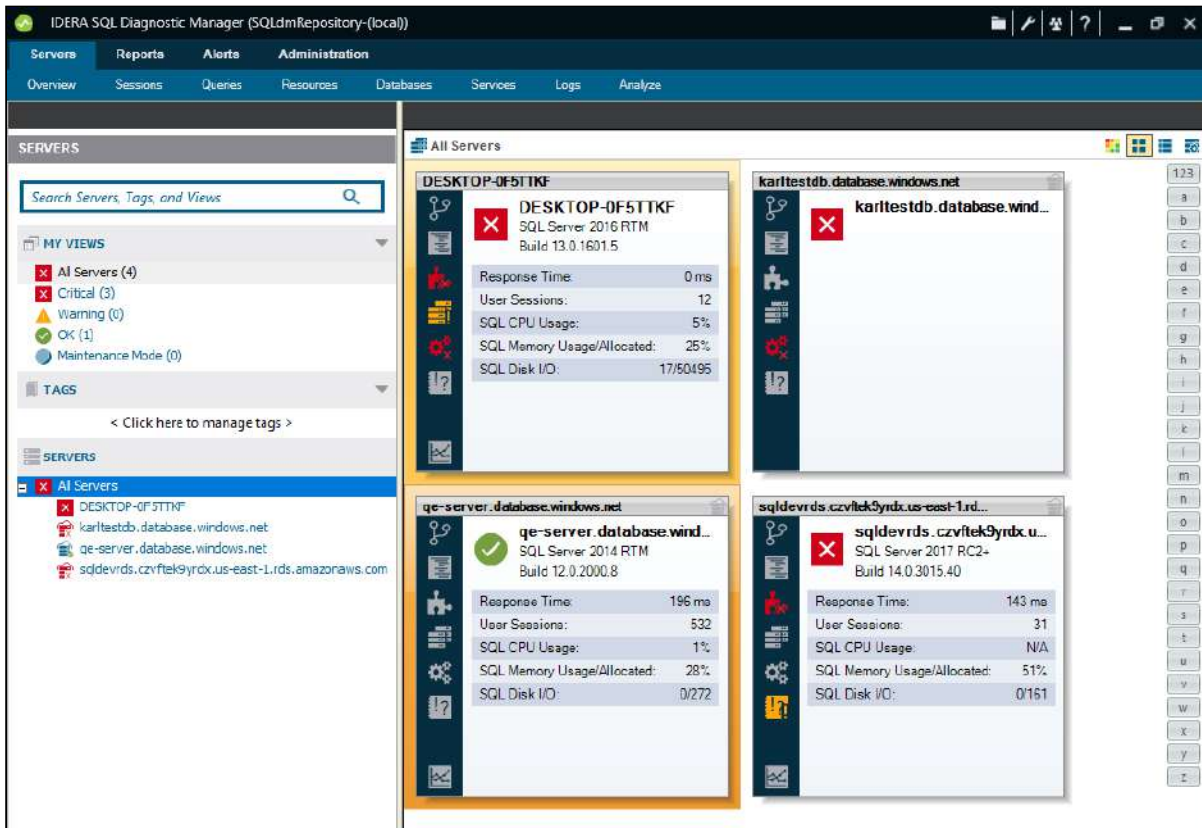 IDERA SQL Diagnostic Manager (SQLdmRepository-(local))
Servers Reports Alerts Administration
Overview Sessions Queries Resources Databases Services Logs Analyze
SERVERS
Search Servers, Tags, and Views
MY VIEWS
All Servers (4)
Critical (3)
Warning (0)
OK (1)
Maintenance Mode (0)
TAGS
< Click here to manage tags >
SERVERS
All Servers
DESKTOP-0F5TTKF
karltestdb.database.windows.net
qe-server.database.windows.net
sqldevrds.czvftek9yrdx.us-east-1.rds.amazonaws.com
All Servers
DESKTOP-0F5TTKF
DESKTOP-0F5TTKF
SQL Server 2016 RTM
Build 13.0.1601.5
Response Time: 0 ms
User Sessions: 12
SQL CPU Usage: 5%
SQL Memory Usage/Allocated: 25%
SQL Disk I/O: 17/50495
karltestdb.database.windows.net
karltestdb.database.wind...
qe-server.database.windows.net
qe-server.database.wind...
SQL Server 2014 RTM
Build 12.0.2000.8
Response Time: 196 ms
User Sessions: 532
SQL CPU Usage: 1%
SQL Memory Usage/Allocated: 28%
SQL Disk I/O: 0/272
sqldevrds.czvftek9yrdx.us-east-1.rd...
sqldevrds.czvftek9yrdx.u...
SQL Server 2017 RC2+
Build 14.0.3015.40
Response Time: 143 ms
User Sessions: 31
SQL CPU Usage: N/A
SQL Memory Usage/Allocated: 51%
SQL Disk I/O: 0/161
123
a
b
c
d
e
f
g
h
i
j
k
l
m
n
o
p
q
r
s
t
u
v
w
x
y
z